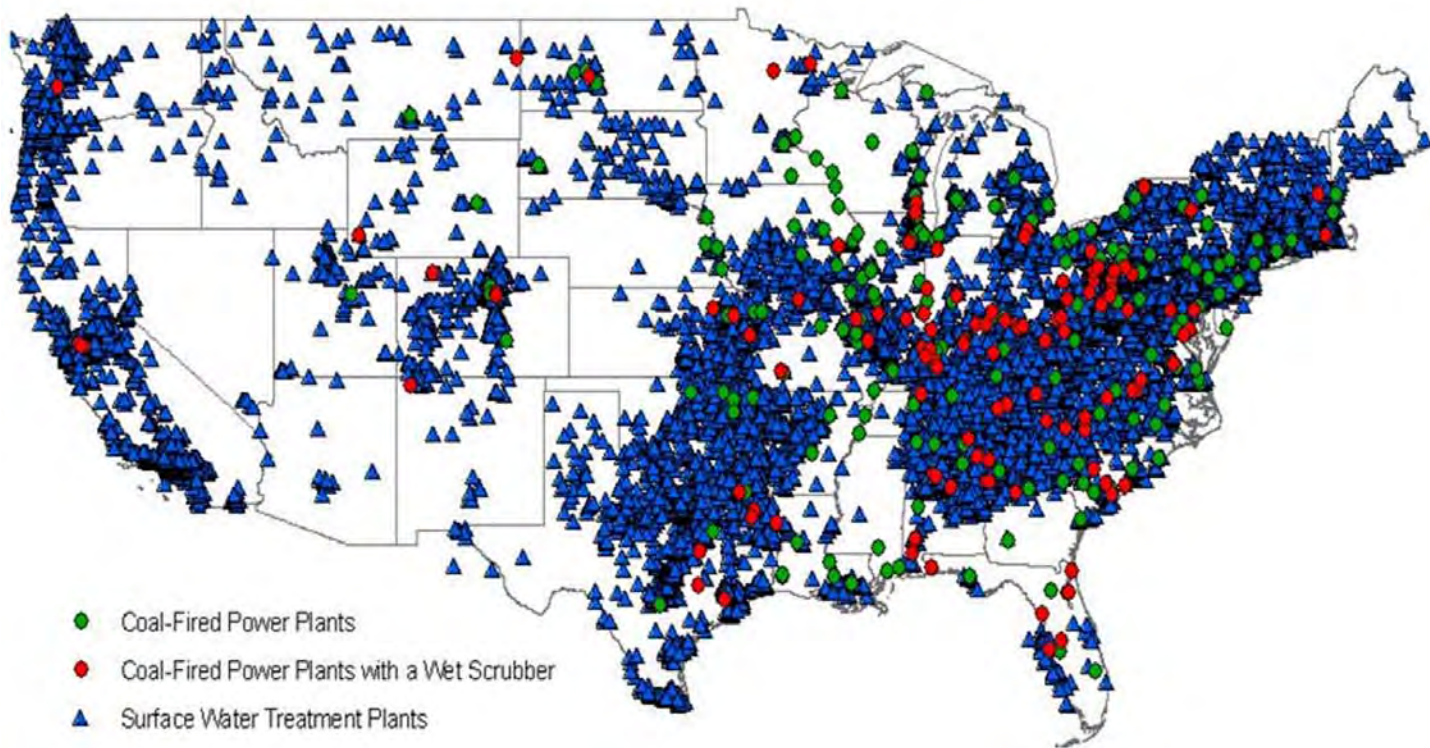 Coal-Fired Power Plants
Coal-Fired Power Plants with a Wet Scrubber
Surface Water Treatment Plants